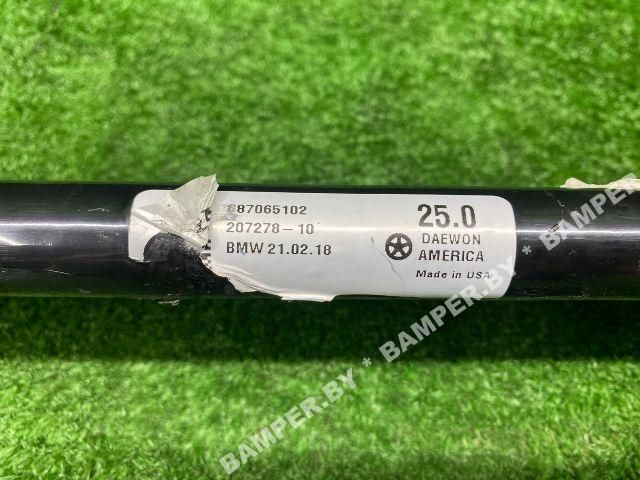 687065102
207278-10
BMW 21.02.18
25.0
DAEWON
AMERICA
Made in USA
BAMPER.BY * BAMPER.BY * BAMPER.BY